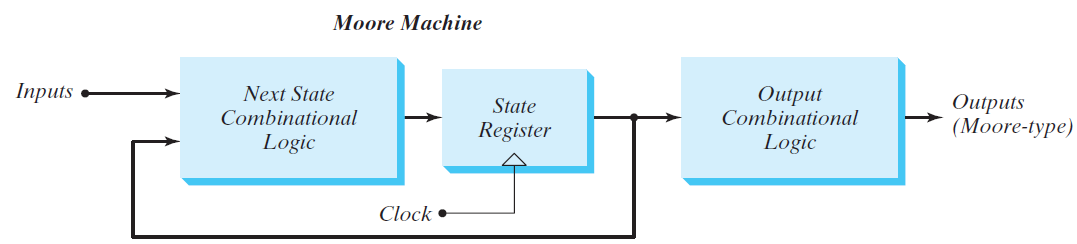 Moore Machine
Inputs
Next State
Combinational
Logic
State
Register
Clock
Output
Combinational
Logic
Outputs
(Moore-type)